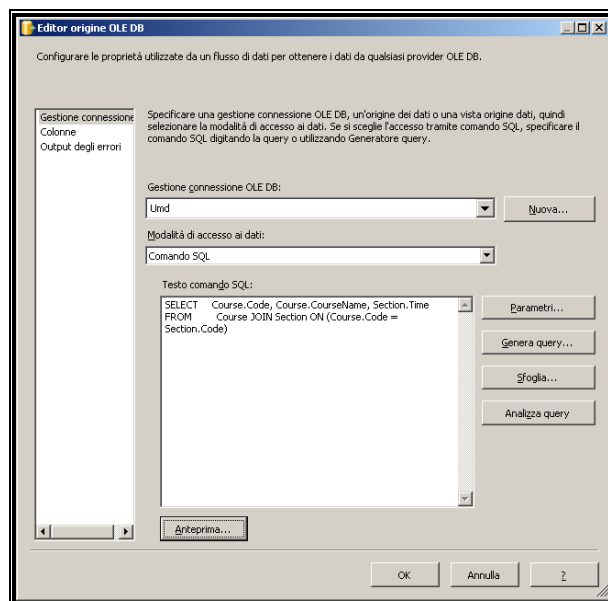 Editor origine OLE DB
Configurare le proprietà utilizzate da un flusso di dati per ottenere i dati da qualsiasi provider OLE DB.
Gestione connessione
Colonne
Output degli errori
Specificare una gestione connessione OLE DB, un'origine dei dati o una vista origine dati, quindi
selezionare la modalità di accesso ai dati. Se si sceglie l'accesso tramite comando SQL, specificare il
comando SQL digitando la query o utilizzando Generatore query.
Gestione connessione OLE DB:
Umd
Nuova...
Modalità di accesso ai dati:
Comando SQL
Testo comando SQL:
SELECT Course.Code, Course.CourseName, Section.Time
FROM Course JOIN Section ON (Course.Code =
Section.Code)
Parametri...
Genera query...
Sfoglia...
Analizza query
Anteprima...
OK
Annulla
?